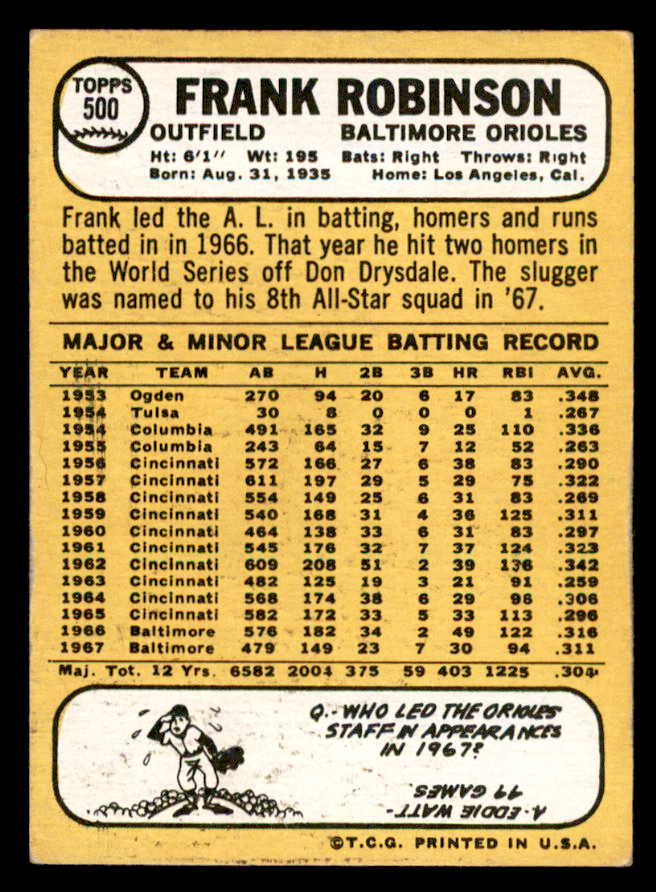 TOPPS
500
FRANK ROBINSON
OUTFIELD BALTIMORE ORIOLES
Ht: 6'1" Wt: 195 Bats: Right Throws: Right
Born: Aug. 31, 1935 Home: Los Angeles, Cal.
Frank led the A. L. in batting, homers and runs
batted in in 1966. That year he hit two homers in
the World Series off Don Drysdale. The slugger
was named to his 8th All-Star squad in '67.
MAJOR & MINOR LEAGUE BATTING RECORD
YEAR TEAM AB H 2B 3B HR RBI AVG.
1953 Ogden 270 94 20 6 17 83 .348
1954 Tulsa 30 8 0 0 0 1 .267
1954 Columbia 491 165 32 9 25 110 .336
1955 Columbia 243 64 15 7 12 52 .263
1956 Cincinnati 572 166 27 6 38 83 .290
1957 Cincinnati 611 197 29 5 29 75 .322
1958 Cincinnati 554 149 25 6 31 83 .269
1959 Cincinnati 540 168 31 4 36 125 .311
1960 Cincinnati 464 138 33 6 31 83 .297
1961 Cincinnati 545 176 32 7 37 124 .323
1962 Cincinnati 609 208 51 2 39 136 .342
1963 Cincinnati 482 125 19 3 21 91 .259
1964 Cincinnati 568 174 38 6 29 96 .306
1965 Cincinnati 582 172 33 5 33 113 .296
1966 Baltimore 576 182 34 2 49 122 .316
1967 Baltimore 479 149 23 7 30 94 .311
Maj. Tot. 12 Yrs. 6582 2004 375 59 403 1225 .304
Q.- WHO LED THE ORIOLES'
STAFF IN APPEARANCES
IN 1967?
A.- EDDIE WATT-
GAMES
©T.C.G. PRINTED IN U.S.A.